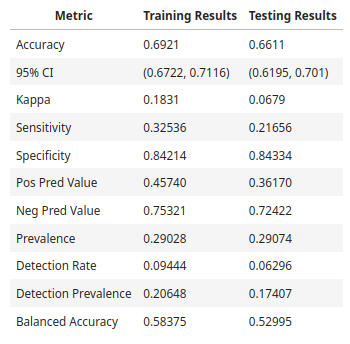 Metric Training Results Testing Results
Accuracy 0.6921 0.6611
95% CI (0.6722, 0.7116) (0.6195, 0.701)
Kappa 0.1831 0.0679
Sensitivity 0.32536 0.21656
Specificity 0.84214 0.84334
Pos Pred Value 0.45740 0.36170
Neg Pred Value 0.75321 0.72422
Prevalence 0.29028 0.29074
Detection Rate 0.09444 0.06296
Detection Prevalence 0.20648 0.17407
Balanced Accuracy 0.58375 0.52995